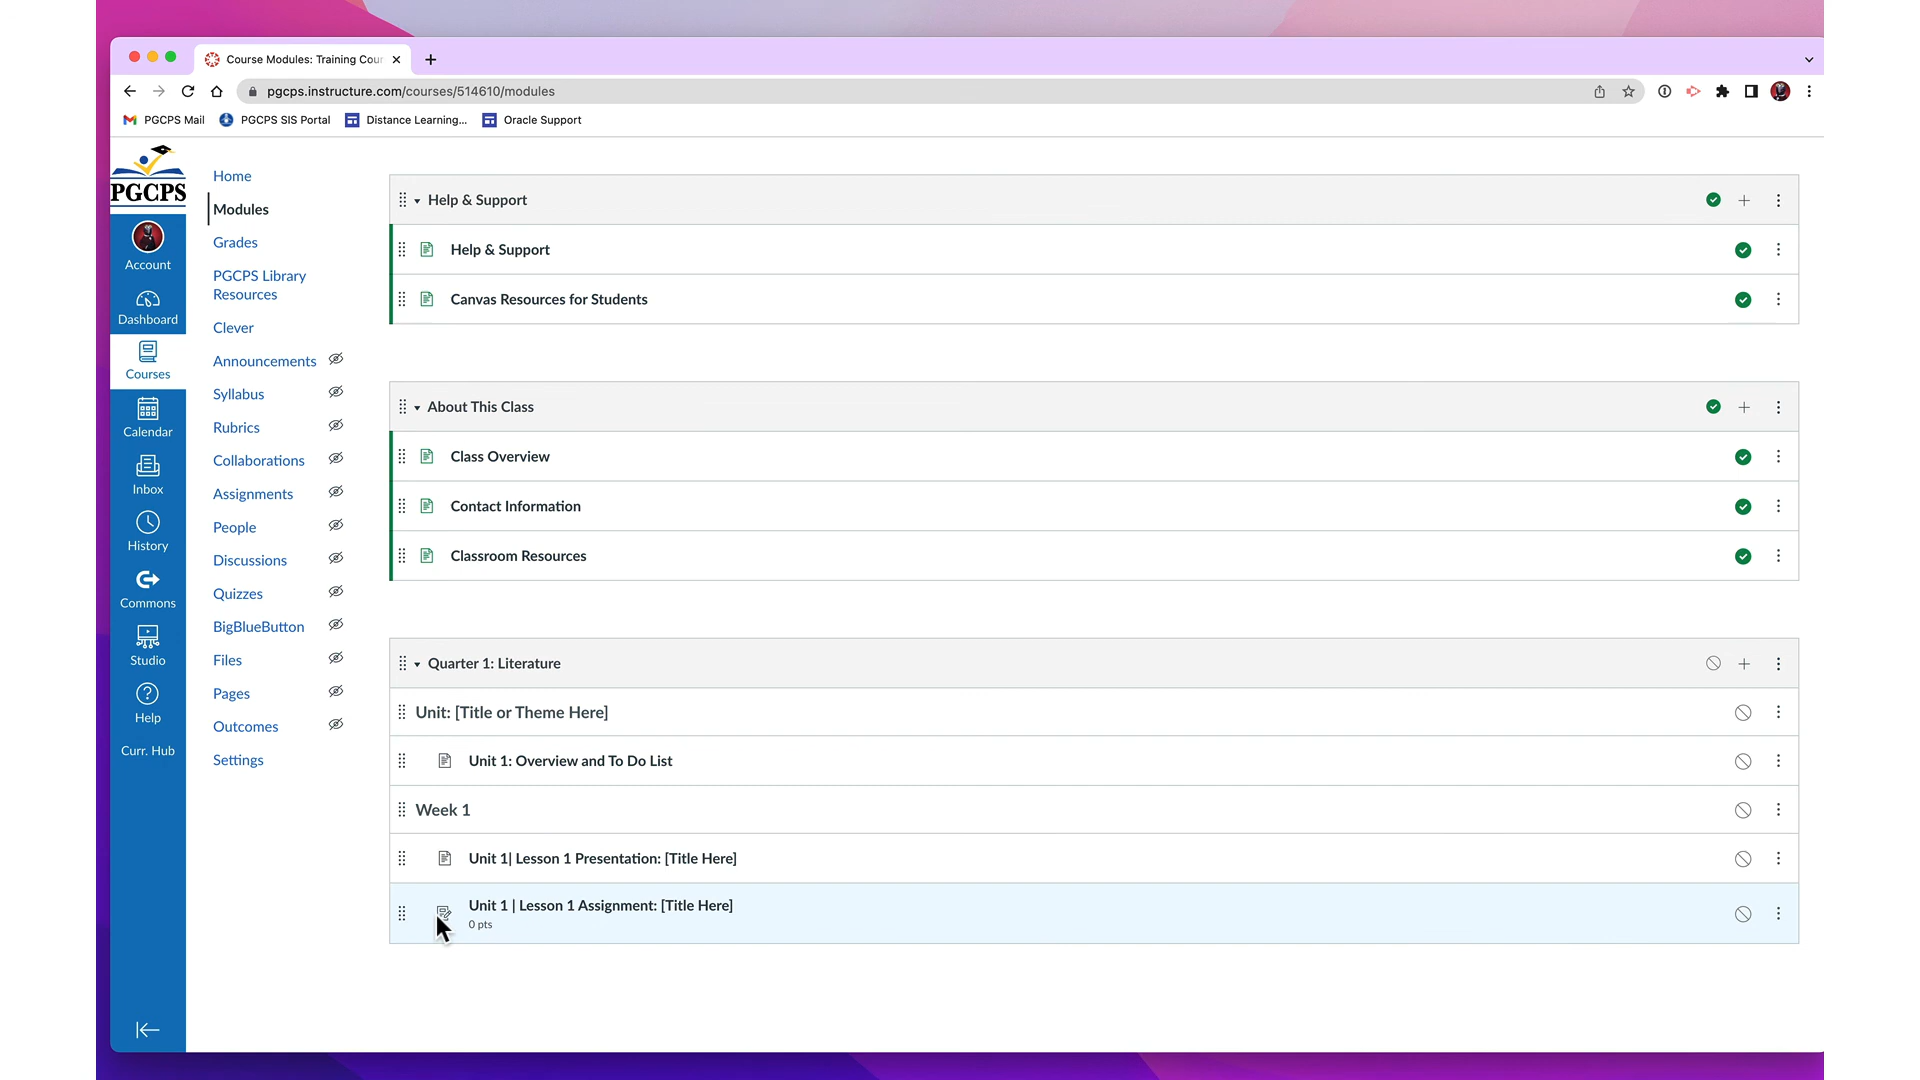 Course Modules: Training Cour
pgcps.instructure.com/courses/514610/modules
PGCPS Mail
PGCPS SIS Portal
Distance Learning...
Oracle Support
PGCPS
Account
Dashboard
Courses
Calendar
Inbox
History
Commons
Studio
Help
Curr. Hub
Home
Modules
Grades
PGCPS Library
Resources
Clever
Announcements
Syllabus
Rubrics
Collaborations
Assignments
People
Discussions
Quizzes
BigBlueButton
Files
Pages
Outcomes
Settings
Help & Support
Help & Support
Canvas Resources for Students
About This Class
Class Overview
Contact Information
Classroom Resources
Quarter 1: Literature
Unit: [Title or Theme Here]
Unit 1: Overview and To Do List
Week 1
Unit 1| Lesson 1 Presentation: [Title Here]
Unit 1 | Lesson 1 Assignment: [Title Here]
0 pts